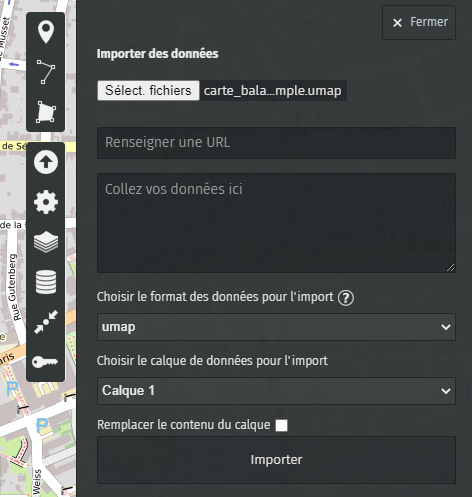 Fermer
Importer des données
Sélect. fichiers carte_bala...mple.umap
Renseigner une URL
Collez vos données ici
Choisir le format des données pour l'import ?
umap
Choisir le calque de données pour l'import
Calque 1
Remplacer le contenu du calque
Importer
de Musset
de Sé
de la
Rue Gutenberg
aris
P
P
Weiss